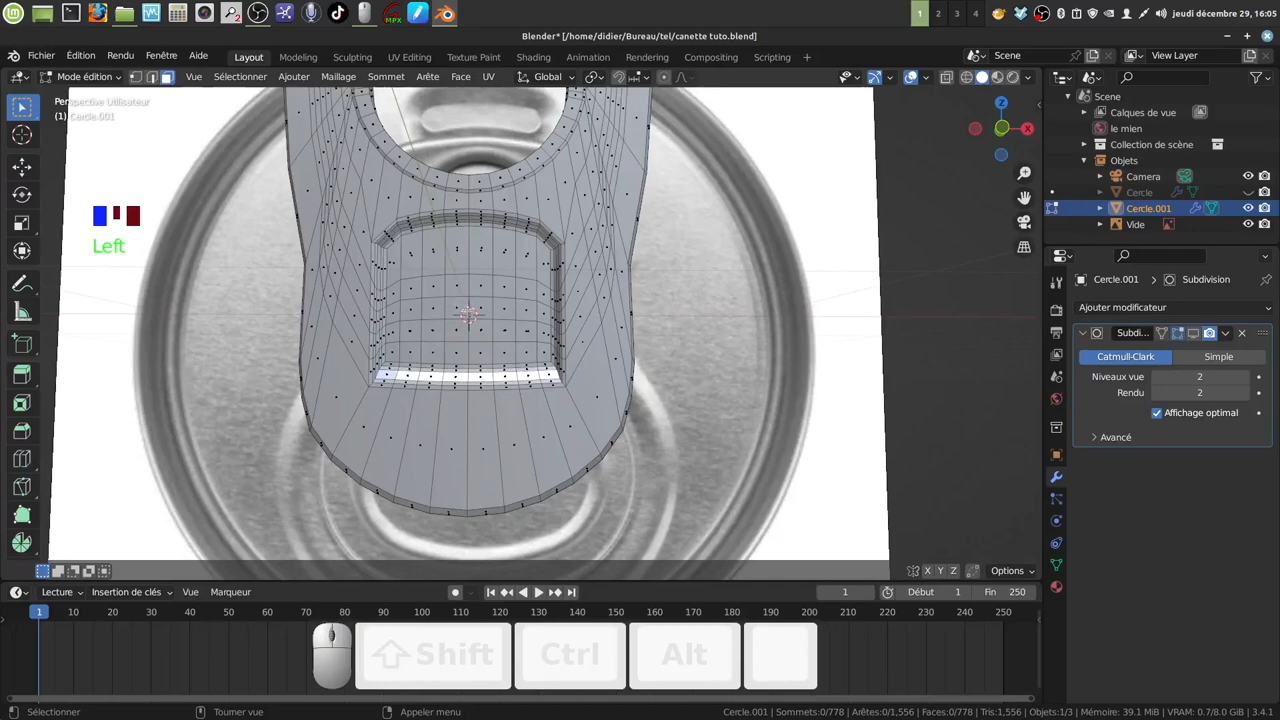 jeudi décembre 29, 16:05
Blender* [/home/didier/Bureau/tel/canette tuto.blend]
Fichier Édition Rendu Fenêtre Aide
Layout Modeling Sculpting UV Editing Texture Paint Shading Animation Rendering Compositing Geometry No
Scene
View Layer
Mode édition Vue Sélectionner Ajouter Maillage Sommet Arête Face UV Global
Perspective Utilisateur
(1) Cercle.001
Left
X Y Z Options
Scene
Calques de vue
le mien
Collection de scène
Objets
Camera
Cercle
Cercle.001
Vide
Cercle.001 > Subdivision
Ajouter modificateur
Subdi...
Catmull-Clark Simple
Niveaux vue 2
Rendu 2
Affichage optimal
Avancé
Lecture Insertion de clés Vue Marqueur
1 Début 1 Fin 250
1 10 20 30 40 50 60 70 80 90 100 110 120 130 140 150 160 170 180 190 200 210 220 230 240 250
Shift Ctrl Alt
Sélectionner Tourner vue Appeler menu
Cercle.001 | Sommets:0/778 | Arêtes:0/1,556 | Faces:0/778 | Tris:1,556 | Objets:1/3 | Mémoire: 39.1 MiB | VRAM: 0.7/8.0 GiB | 3.4.1